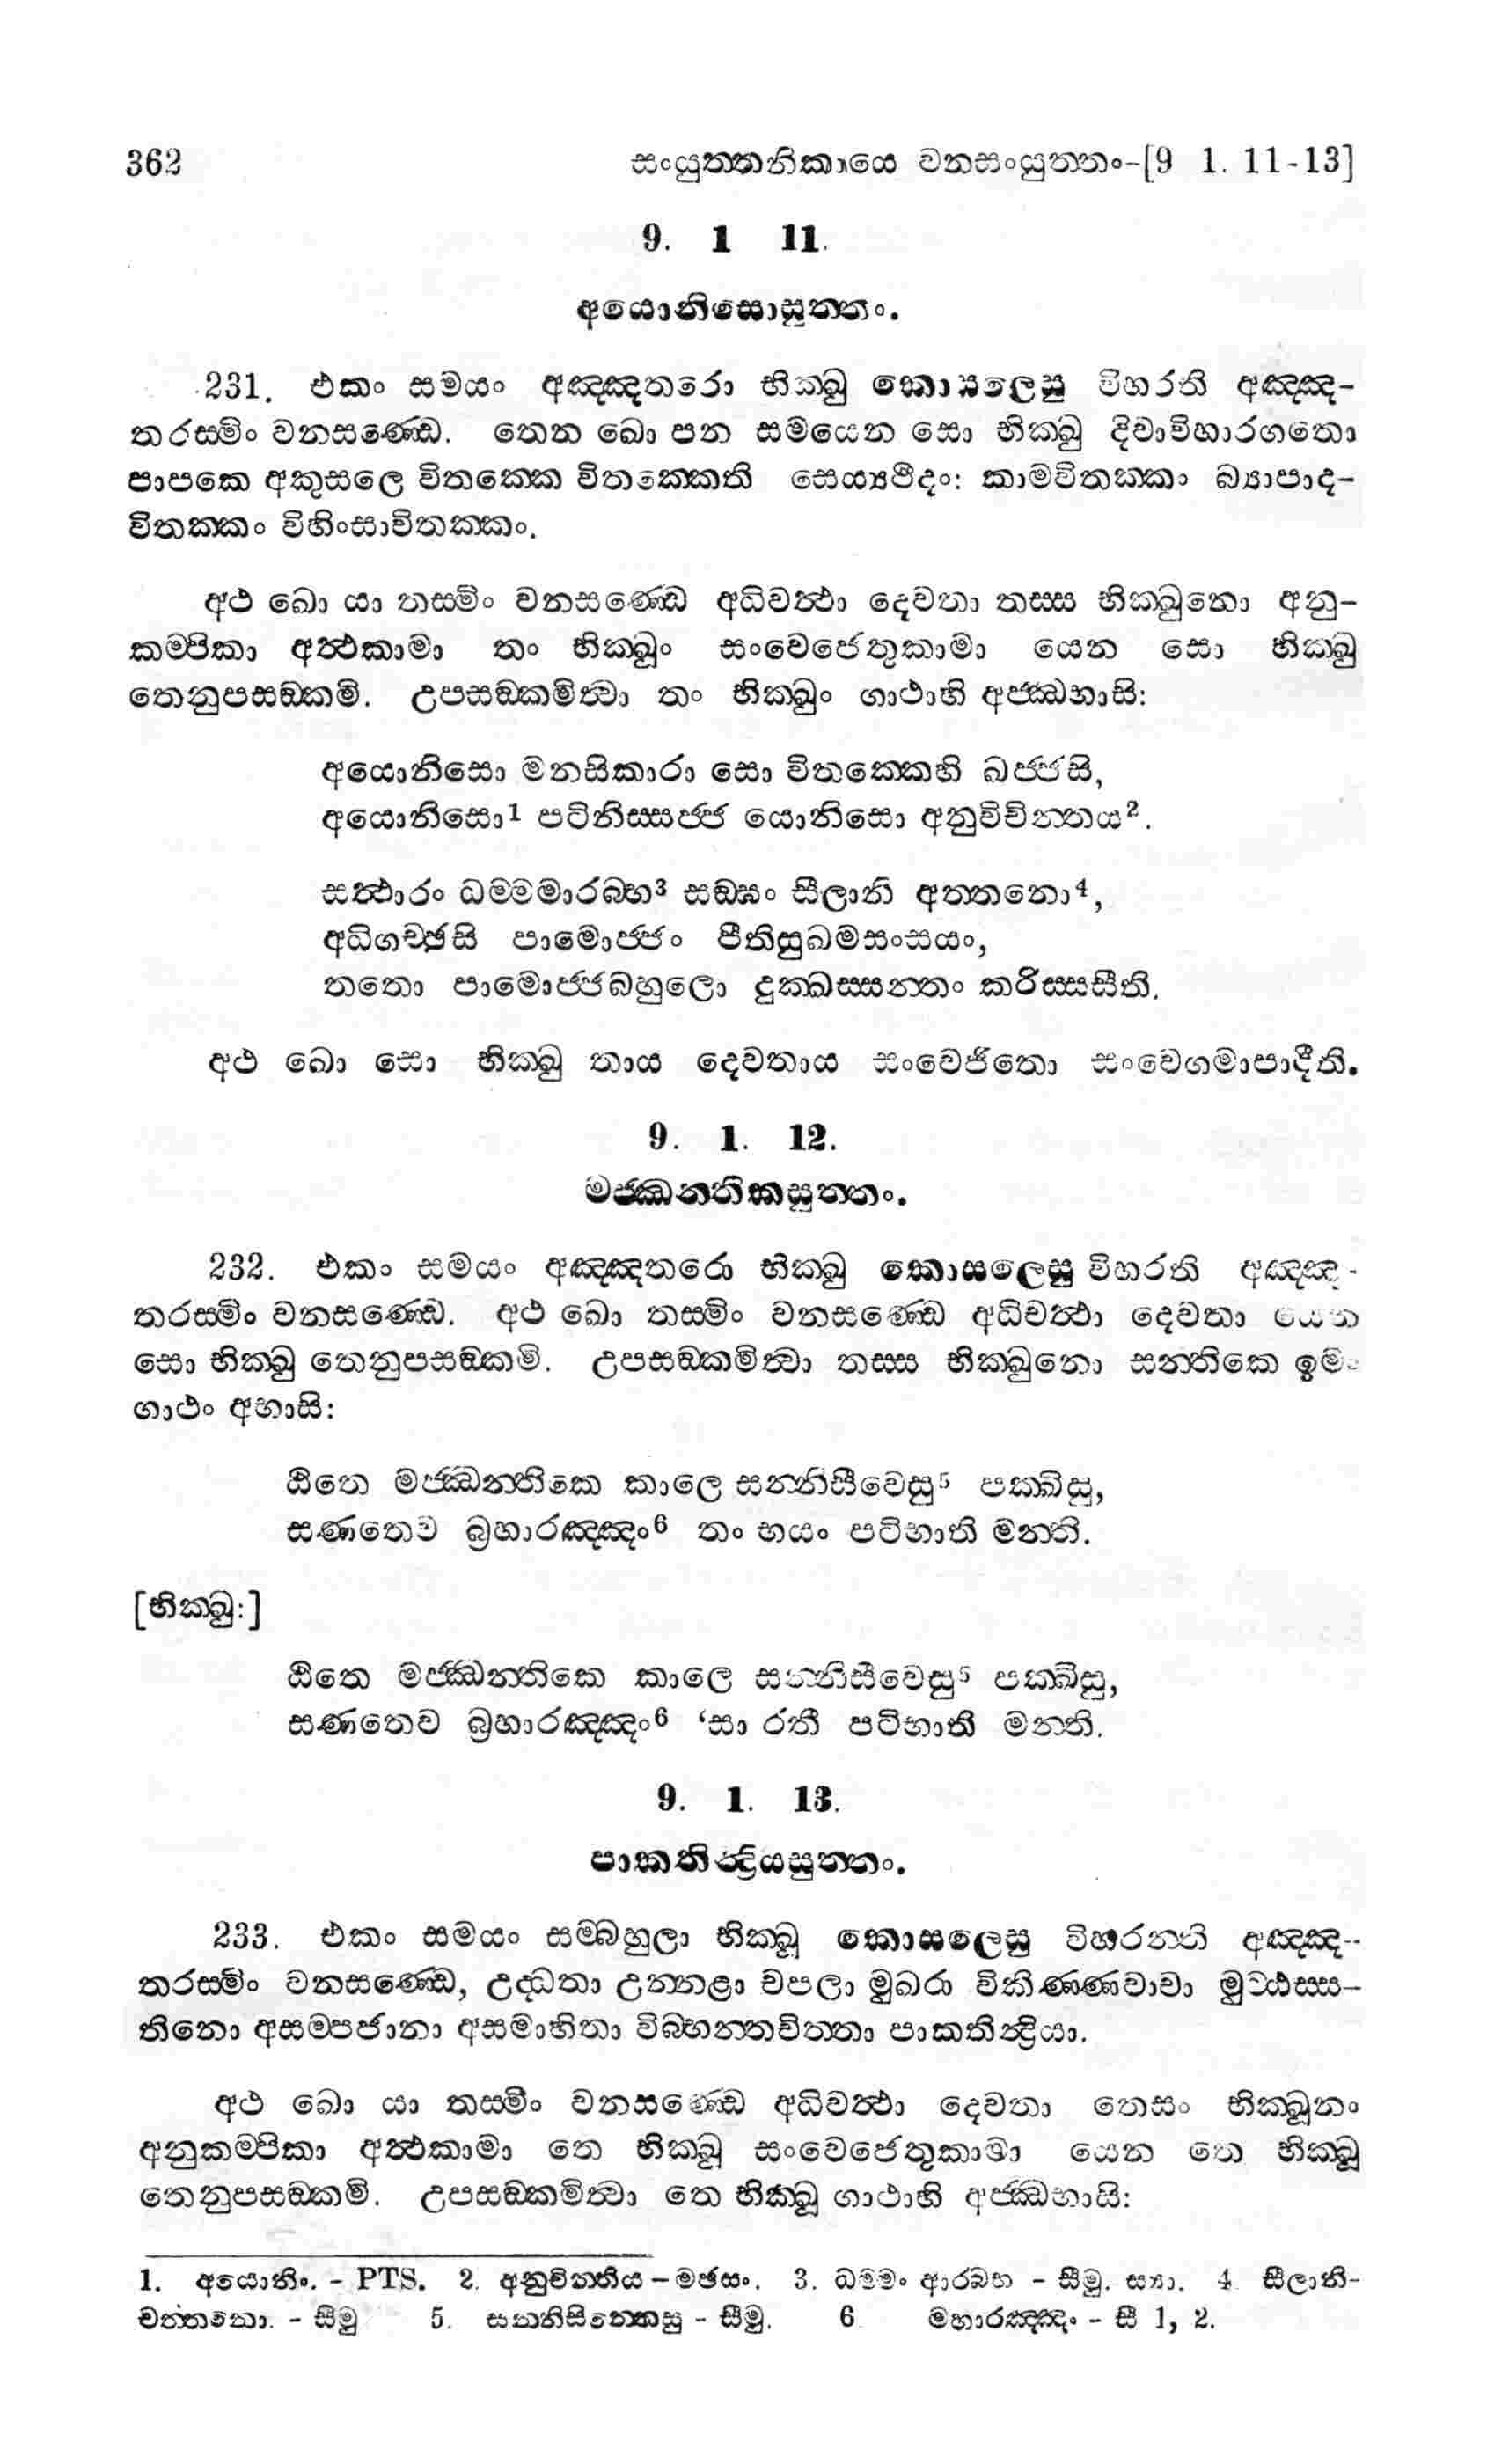 362 සංයුත්තනිකායෙ වනසංයුත්තං-[9 1. 11-13]
9. 1 11.
අයොනිසොසුත්තං.
231. එකං සමයං අඤ්ඤතරො භික්ඛු කොසලෙසු විහරති අඤ්ඤ-
තරස්මිං වනසණ්ඩෙ. තෙන ඛො පන සමයෙන සො භික්ඛු දිවාවිහාරගතො
පාපකෙ අකුසලෙ විතක්කෙ විතක්කෙති සෙය්‍යථීදං: කාමවිතක්කං බ්‍යාපාද-
විතක්කං විහිංසාවිතක්කං.
අථ ඛො යා තස්මිං වනසණ්ඩෙ අධිවත්ථා දෙවතා තස්ස භික්ඛුනො අනු-
කම්පිකා අත්ථකාමා තං භික්ඛුං සංවෙජෙතුකාමා යෙන සො භික්ඛු
තෙනුපසඞ්කමි. උපසඞ්කමිත්වා තං භික්ඛුං ගාථාහි අජ්ඣභාසි:
අයොනිසො මනසිකාරා සො විතක්කෙහි ඛජ්ජසි,
අයොනිසො1 පටිනිස්සජ්ජ යොනිසො අනුවිචින්තය2.
සත්ථාරං ධම්මමාරබ්භ3 සඞ්ඝං සීලානි අත්තනො4,
අධිගච්ඡසි පාමොජ්ජං පීතිසුඛමසංසයං,
තතො පාමොජ්ජබහුලො දුක්ඛස්සන්තං කරිස්සසීති.
අථ ඛො සො භික්ඛු තාය දෙවතාය සංවෙජිතො සංවෙගමාපාදීති.
9. 1. 12.
මජ්ඣන්තිකසුත්තං.
232. එකං සමයං අඤ්ඤතරො භික්ඛු කොසලෙසු විහරති අඤ්ඤ-
තරස්මිං වනසණ්ඩෙ. අථ ඛො තස්මිං වනසණ්ඩෙ අධිවත්ථා දෙවතා යෙන
සො භික්ඛු තෙනුපසඞ්කමි. උපසඞ්කමිත්වා තස්ස භික්ඛුනො සන්තිකෙ ඉමං
ගාථං අභාසි:
ඨිතෙ මජ්ඣන්තිකෙ කාලෙ සන්නිසීවෙසු5 පක්ඛිසු,
සණතෙව බ්‍රහාරඤ්ඤං6 තං භයං පටිභාති මන්ති.
[භික්ඛු:]
ඨිතෙ මජ්ඣන්තිකෙ කාලෙ සන්නිසීවෙසු5 පක්ඛිසු,
සණතෙව බ්‍රහාරඤ්ඤං6 ‘සා රතී පටිභාති මන්ති.
9. 1. 13.
පාකතින්ද්‍රියසුත්තං.
233. එකං සමයං සම්බහුලා භික්ඛූ කොසලෙසු විහරන්ති අඤ්ඤ-
තරස්මිං වනසණ්ඩෙ, උද්ධතා උන්නළා චපලා මුඛරා විකිණ්ණවාචා මුට්ඨස්ස-
තිනො අසම්පජානා අසමාහිතා විබ්භන්තචිත්තා පාකතින්ද්‍රියා.
අථ ඛො යා තස්මිං වනසණ්ඩෙ අධිවත්ථා දෙවතා තෙසං භික්ඛූනං
අනුකම්පිකා අත්ථකාමා තෙ භික්ඛූ සංවෙජෙතුකාමා යෙන තෙ භික්ඛූ
තෙනුපසඞ්කමි. උපසඞ්කමිත්වා තෙ භික්ඛූ ගාථාහි අජ්ඣභාසි:
1. අයොනිං. - PTS. 2. අනුචින්තිය - මඡසං. 3. ධම්මං ආරබ්භ - සීමු. ස්‍යා. 4 සීලානි-
චත්තනො. - සීමු 5. සන්නිසින්නෙසු - සීමු. 6 මහාරඤ්ඤං - සී 1, 2.